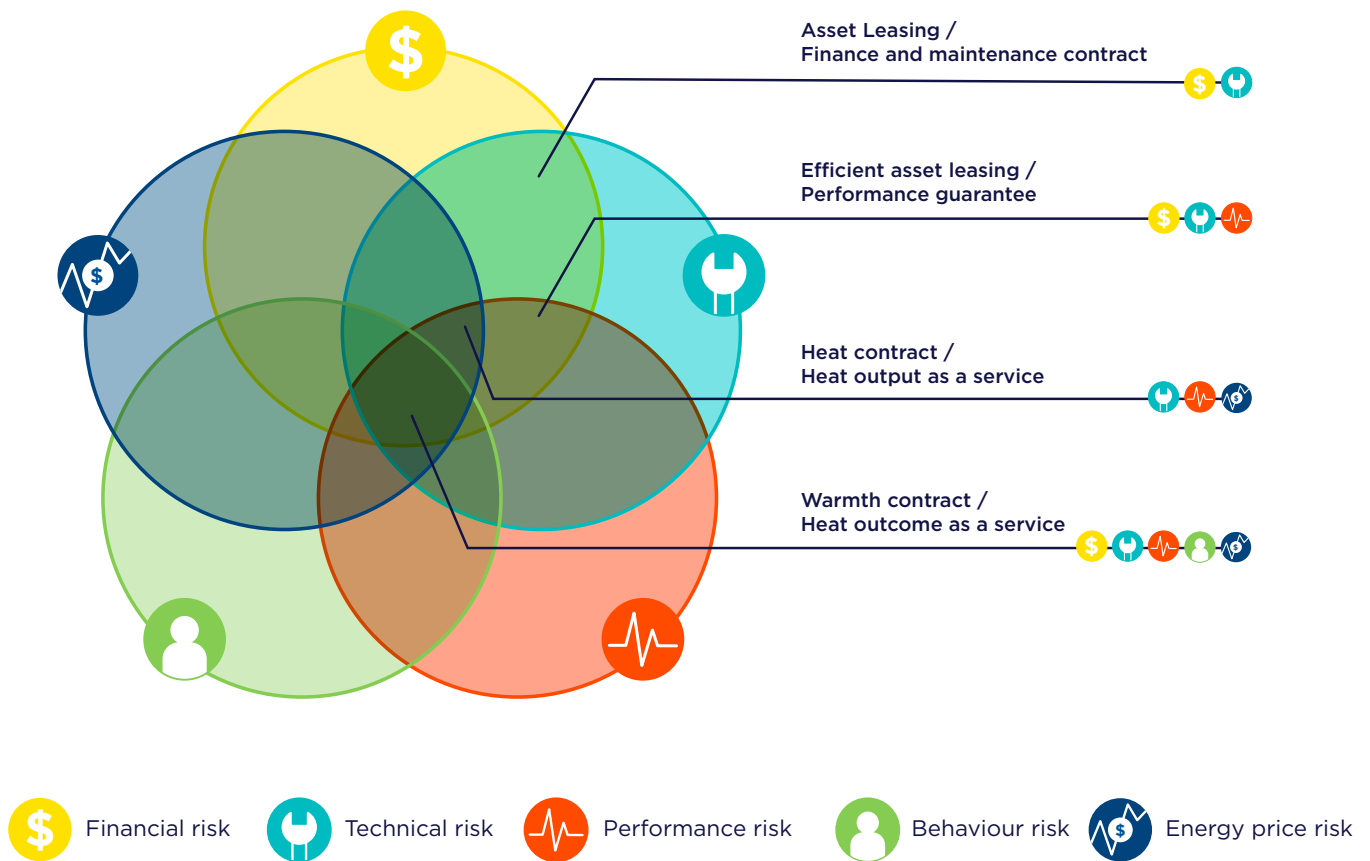 Asset Leasing /
Finance and maintenance contract
Efficient asset leasing /
Performance guarantee
Heat contract /
Heat output as a service
Warmth contract /
Heat outcome as a service
Financial risk
Technical risk
Performance risk
Behaviour risk
Energy price risk